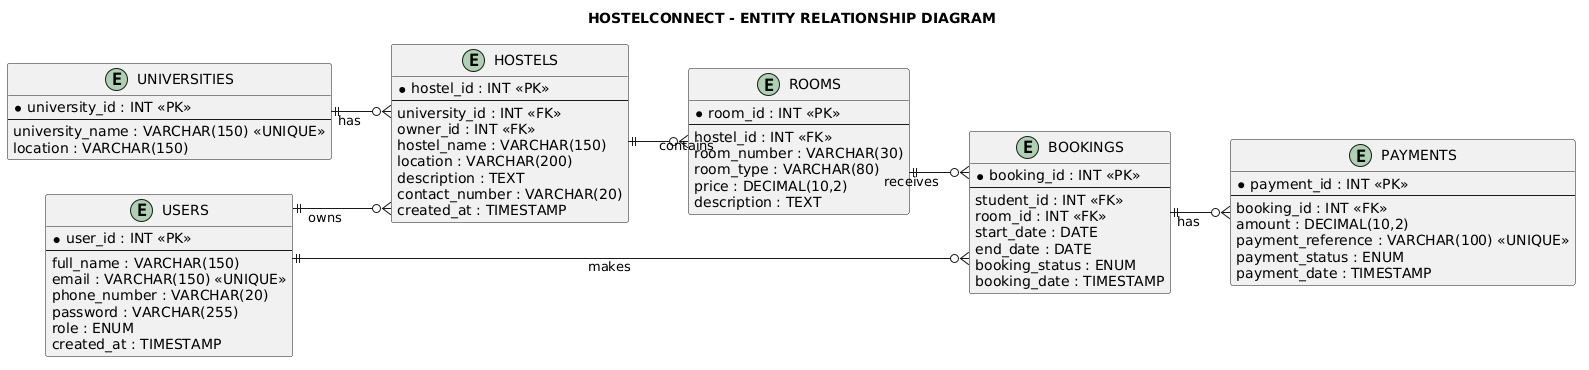 HOSTELCONNECT - ENTITY RELATIONSHIP DIAGRAM
E UNIVERSITIES
university_id : INT «PK»
university_name : VARCHAR(150) «UNIQUE»
location : VARCHAR(150)
has
E USERS
user_id : INT «PK»
full_name : VARCHAR(150)
email : VARCHAR(150) «UNIQUE»
phone_number : VARCHAR(20)
password : VARCHAR(255)
role : ENUM
created_at : TIMESTAMP
owns
makes
E HOSTELS
hostel_id : INT «PK»
university_id : INT «FK»
owner_id : INT «FK»
hostel_name : VARCHAR(150)
location : VARCHAR(200)
description : TEXT
contact_number : VARCHAR(20)
created_at : TIMESTAMP
contains
E ROOMS
room_id : INT «PK»
hostel_id : INT «FK»
room_number : VARCHAR(30)
room_type : VARCHAR(80)
price : DECIMAL(10,2)
description : TEXT
receives
E BOOKINGS
booking_id : INT «PK»
student_id : INT «FK»
room_id : INT «FK»
start_date : DATE
end_date : DATE
booking_status : ENUM
booking_date : TIMESTAMP
has
E PAYMENTS
payment_id : INT «PK»
booking_id : INT «FK»
amount : DECIMAL(10,2)
payment_reference : VARCHAR(100) «UNIQUE»
payment_status : ENUM
payment_date : TIMESTAMP